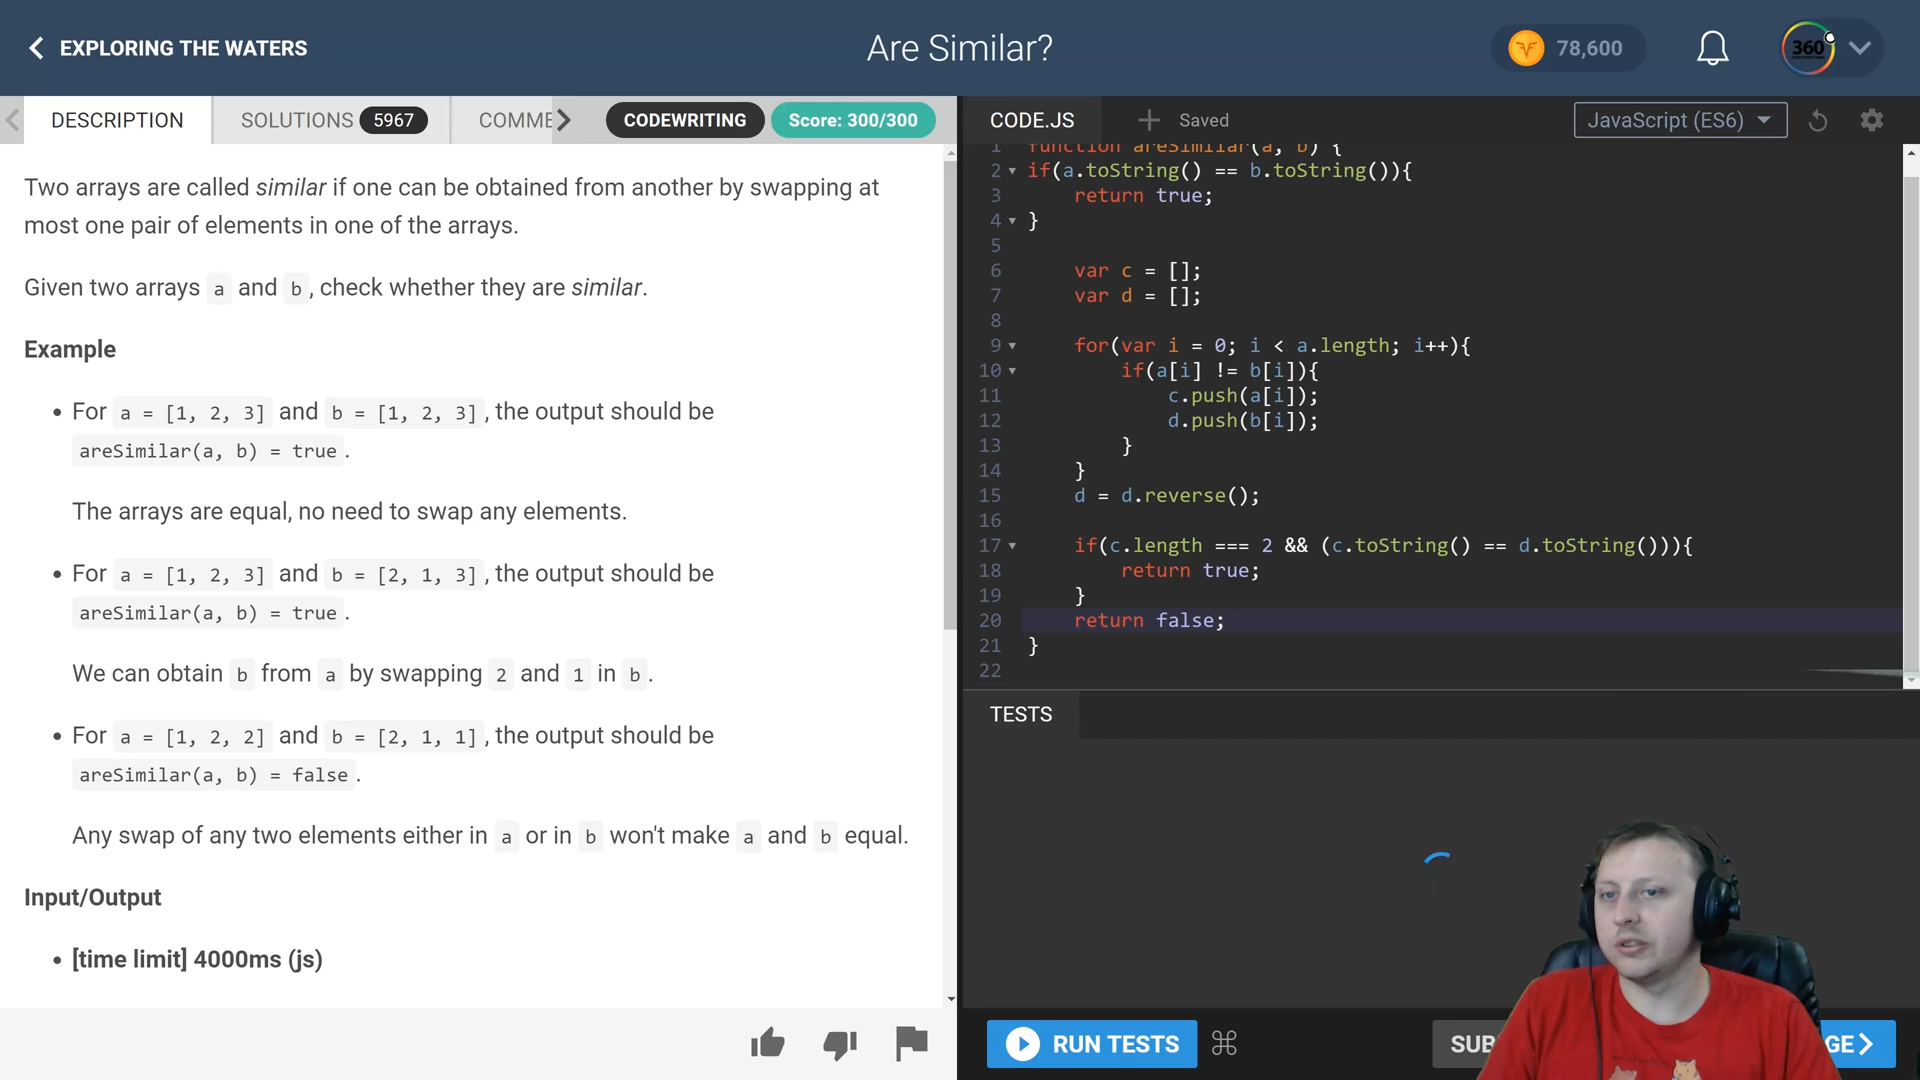 EXPLORING THE WATERS
Are Similar?
78,600
360
DESCRIPTION
SOLUTIONS 5967
COMME
CODEWRITING
Score: 300/300
Two arrays are called similar if one can be obtained from another by swapping at
most one pair of elements in one of the arrays.
Given two arrays a and b, check whether they are similar.
Example
• For a = [1, 2, 3] and b = [1, 2, 3], the output should be
areSimilar(a, b) = true.
The arrays are equal, no need to swap any elements.
• For a = [1, 2, 3] and b = [2, 1, 3], the output should be
areSimilar(a, b) = true.
We can obtain b from a by swapping 2 and 1 in b.
• For a = [1, 2, 2] and b = [2, 1, 1], the output should be
areSimilar(a, b) = false.
Any swap of any two elements either in a or in b won't make a and b equal.
Input/Output
• [time limit] 4000ms (js)
CODE.JS
Saved
JavaScript (ES6)
1 function areSimilar(a, b) {
2 if(a.toString() == b.toString()){
3 return true;
4 }
5
6 var c = [];
7 var d = [];
8
9 for(var i = 0; i < a.length; i++){
10 if(a[i] != b[i]){
11 c.push(a[i]);
12 d.push(b[i]);
13 }
14 }
15 d = d.reverse();
16
17 if(c.length === 2 && (c.toString() == d.toString())){
18 return true;
19 }
20 return false;
21 }
22
TESTS
RUN TESTS
SUB
GE